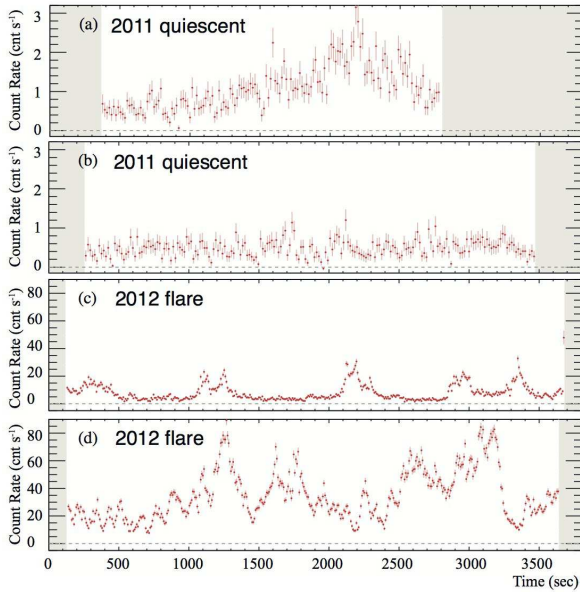 (a) 2011 quiescent
Count Rate (cnt s⁻¹)
3
2
1
0
(b) 2011 quiescent
Count Rate (cnt s⁻¹)
3
2
1
0
(c) 2012 flare
Count Rate (cnt s⁻¹)
80
60
40
20
0
(d) 2012 flare
Count Rate (cnt s⁻¹)
80
60
40
20
0
0 500 1000 1500 2000 2500 3000 3500
Time (sec)